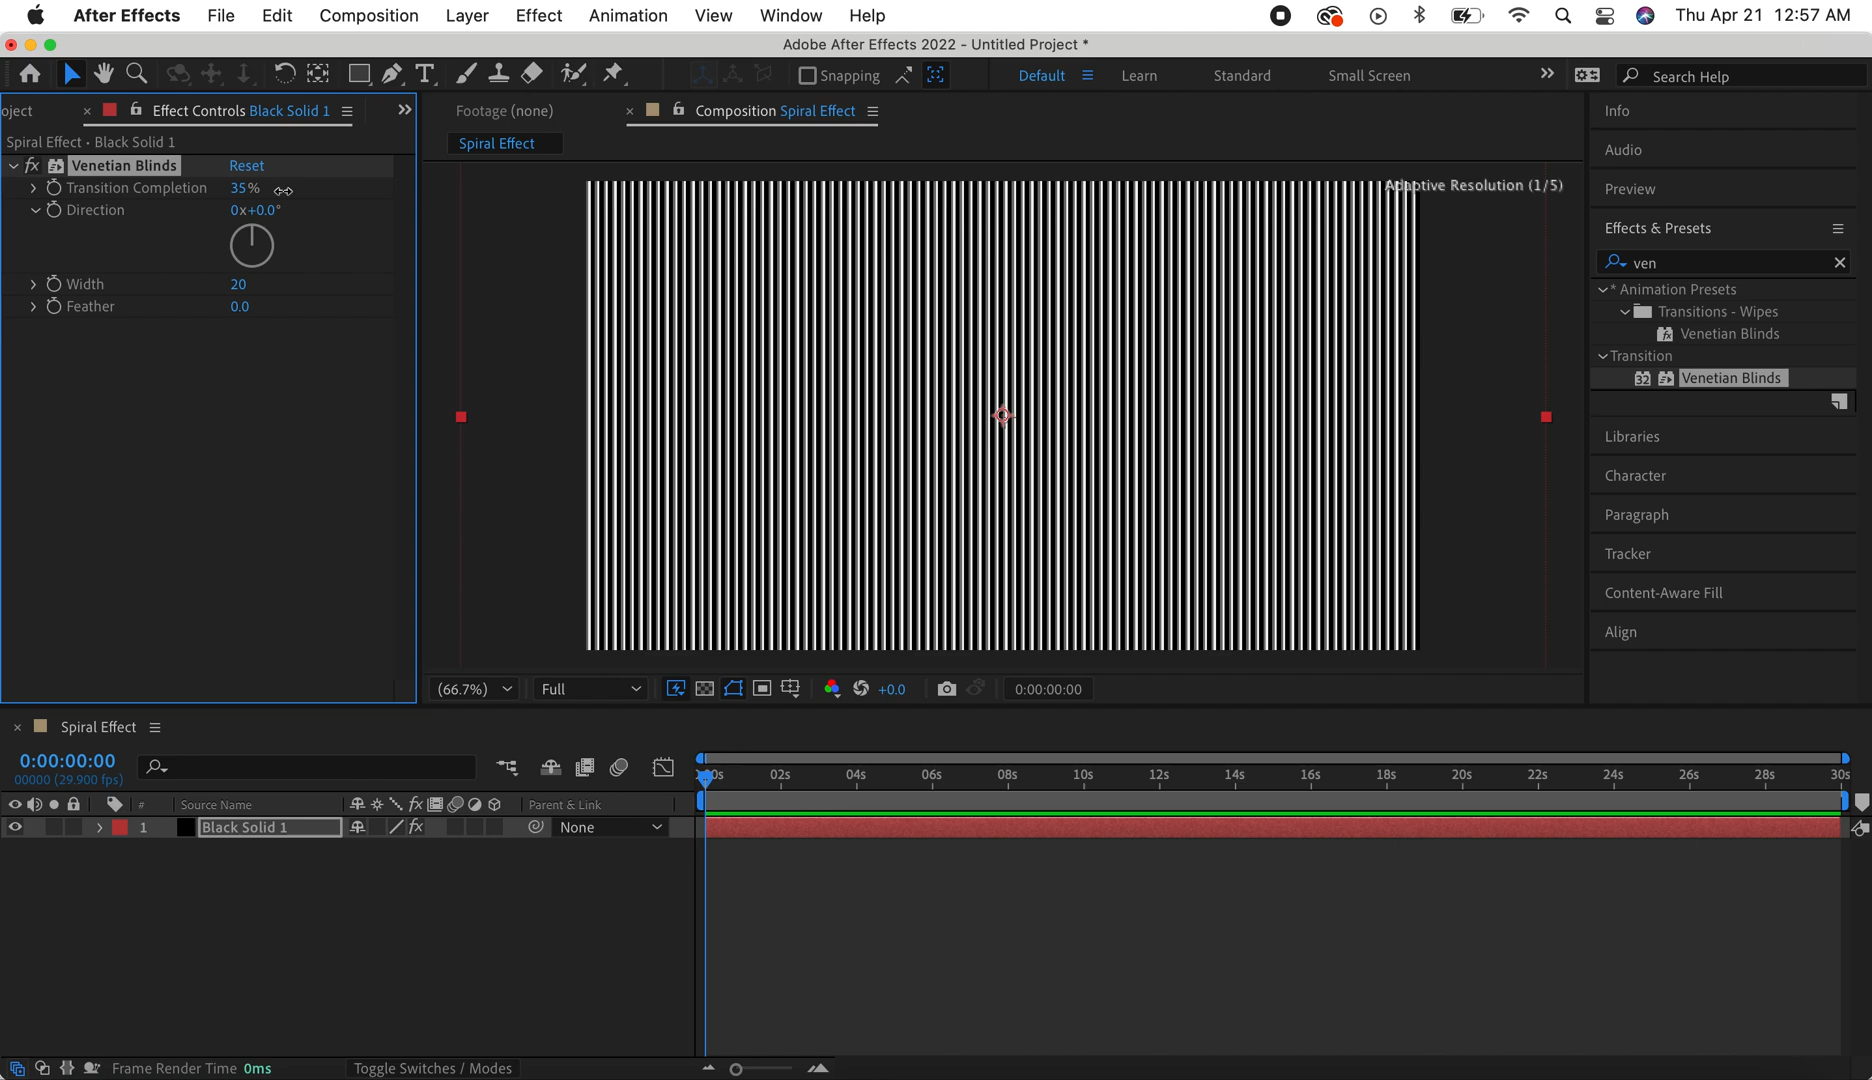 After Effects File Edit Composition Layer Effect Animation View Window Help Thu Apr 21 12:57 AM
Adobe After Effects 2022 - Untitled Project *
Snapping Default Learn Standard Small Screen Search Help
oject Effect Controls Black Solid 1
Footage (none) Composition Spiral Effect
Info
Spiral Effect • Black Solid 1
Spiral Effect
Audio
fx Venetian Blinds Reset
Transition Completion 35%
Adaptive Resolution (1/5)
Preview
Direction 0x+0.0°
Effects & Presets
ven
Width 20
* Animation Presets
Feather 0.0
Transitions - Wipes
Venetian Blinds
Transition
32 Venetian Blinds
Libraries
Character
Paragraph
Tracker
Content-Aware Fill
Align
(66.7%) Full +0.0 0:00:00:00
Spiral Effect
0:00:00:00
00000 (29.900 fps)
00s 02s 04s 06s 08s 10s 12s 14s 16s 18s 20s 22s 24s 26s 28s 30s
# Source Name fx Parent & Link
1 Black Solid 1 fx None
Frame Render Time 0ms Toggle Switches / Modes